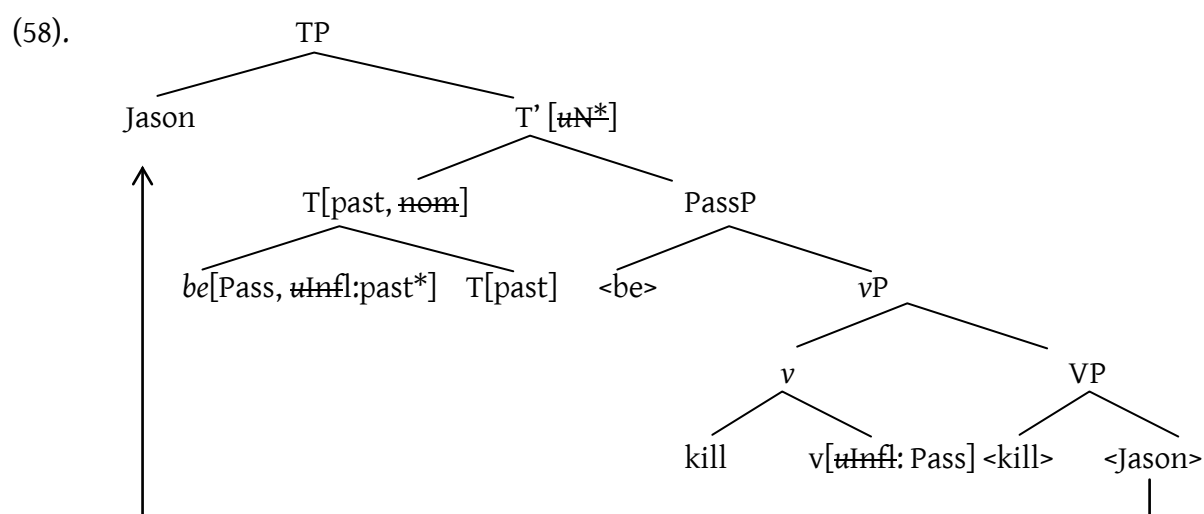 (58). TP
Jason T’ [uN*]
T[past, nom] PassP
be[Pass, uInfl:past*] T[past] <be> vP
v VP
kill v[uInfl: Pass] <kill> <Jason>